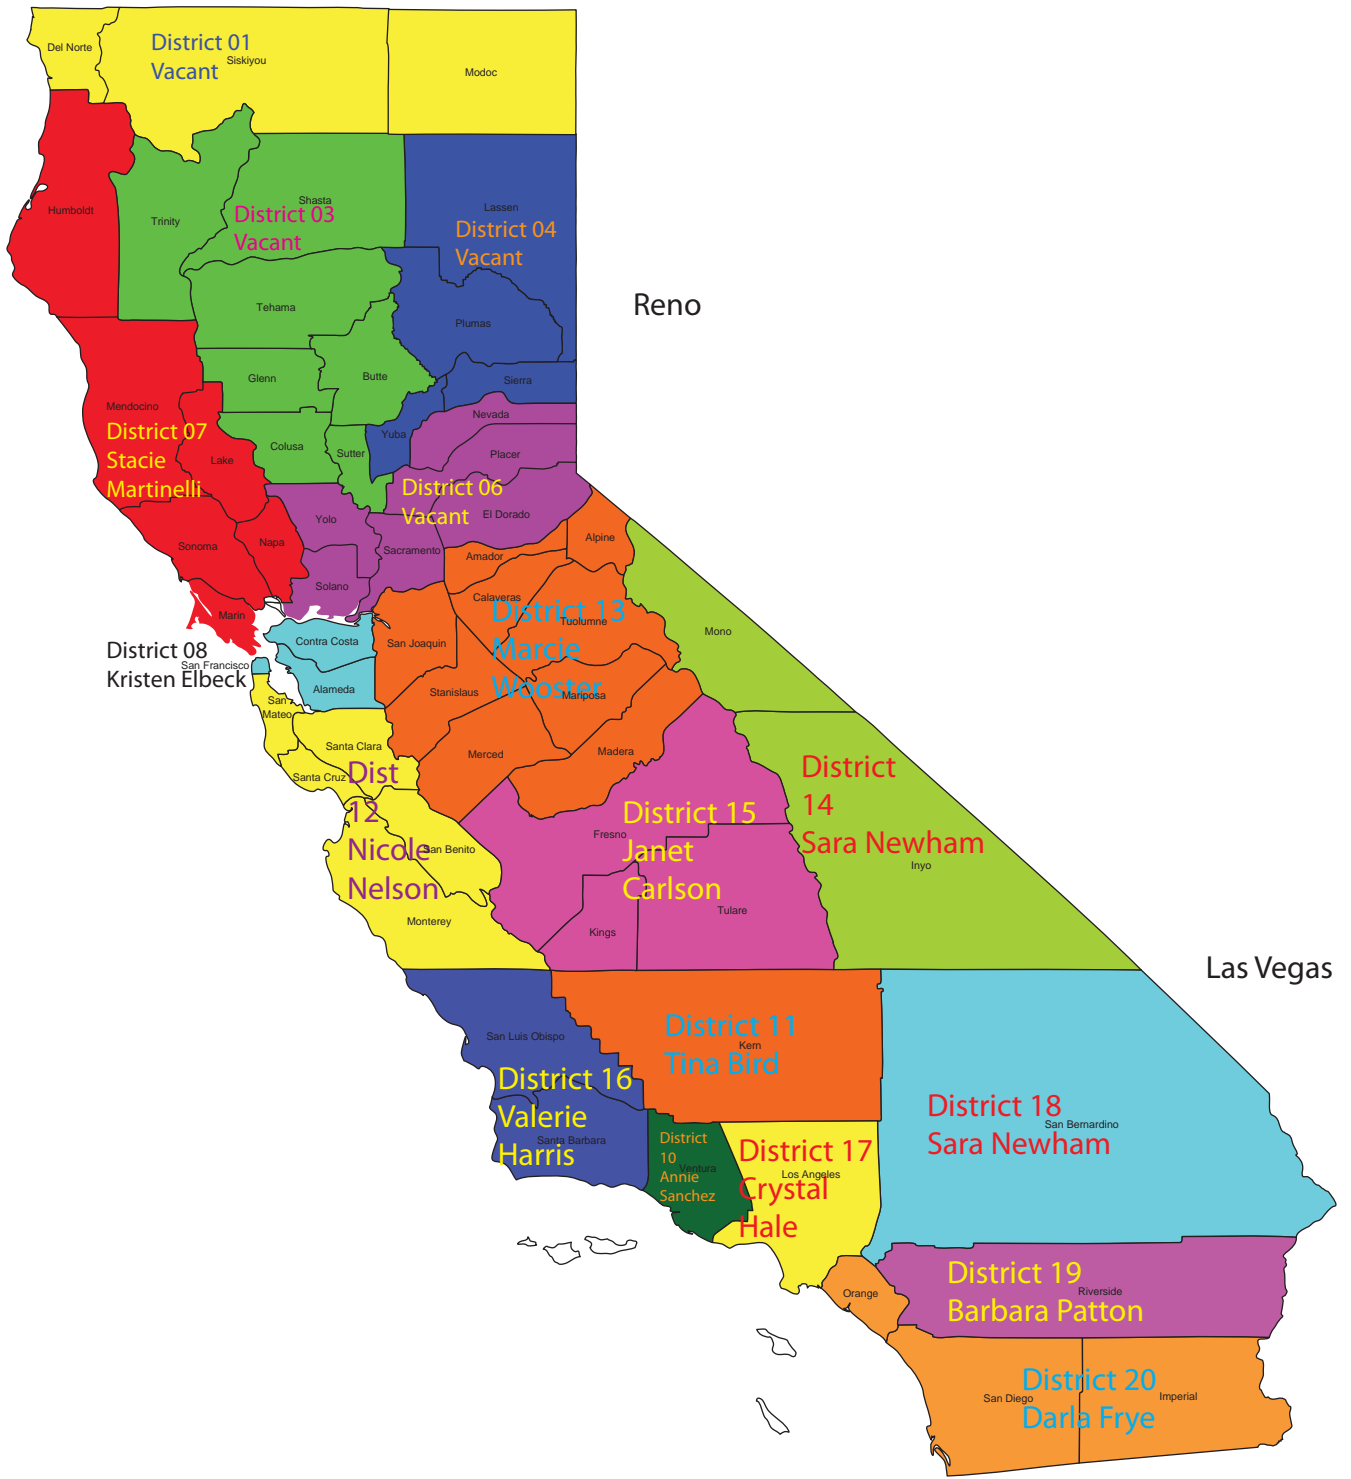 Del Norte
District 01
Vacant
Siskiyou
Modoc
Humboldt
Trinity
Shasta
District 03
Vacant
Lassen
District 04
Vacant
Reno
Tehama
Plumas
Glenn
Butte
Sierra
Mendocino
Nevada
District 07
Stacie
Martinelli
Lake
Colusa
Sutter
Yuba
Placer
District 06
Vacant
El Dorado
Yolo
Sonoma
Napa
Sacramento
Amador
Alpine
Solano
Calaveras
Marin
District 13
Marcie
Wooster
Tuolumne
Mono
Contra Costa
San Joaquin
District 08
Kristen Elbeck
San Francisco
Alameda
Stanislaus
Mariposa
San
Mateo
Santa Clara
Merced
Madera
Santa Cruz
Dist
12
Nicole
Nelson
San Benito
Monterey
District 15
Janet
Carlson
Fresno
Kings
Tulare
District
14
Sara Newham
Inyo
Las Vegas
San Luis Obispo
District 11
Tina Bird
Kern
District 16
Valerie
Harris
Santa Barbara
District
10
Annie
Sanchez
Ventura
District 17
Crystal
Hale
Los Angeles
District 18
Sara Newham
San Bernardino
Orange
District 19
Barbara Patton
Riverside
San Diego
District 20
Darla Frye
Imperial